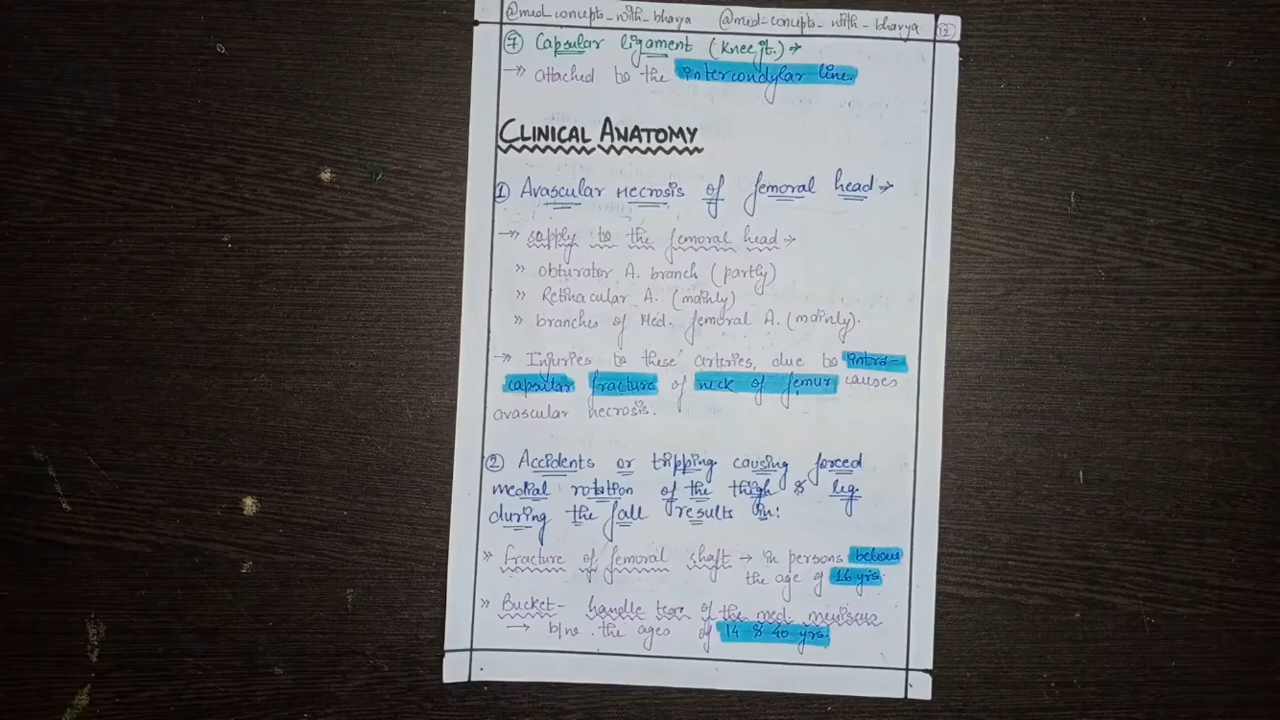 @med_concepts_with_bhavya @med_concepts_with_bhavya 12
⑦ Capsular ligament (Knee jt.) →
→» attached to the intercondylar line.
CLINICAL ANATOMY
① Avascular necrosis of femoral head →
→» supply to the femoral head →
» obturator A. branch (partly)
» Retinacular A. (mainly)
» branches of Med. femoral A. (mainly).
→» Injuries to these arteries, due to intra-
capsular fracture of neck of femur causes
avascular necrosis.
② Accidents or tripping causing forced
medial rotation of the thigh & leg
during the fall results in:
» Fracture of femoral shaft → in persons below
the age of 16 yrs.
» Bucket-handle tear of the med. meniscus
→ b/w. the ages of 14 & 40 yrs.